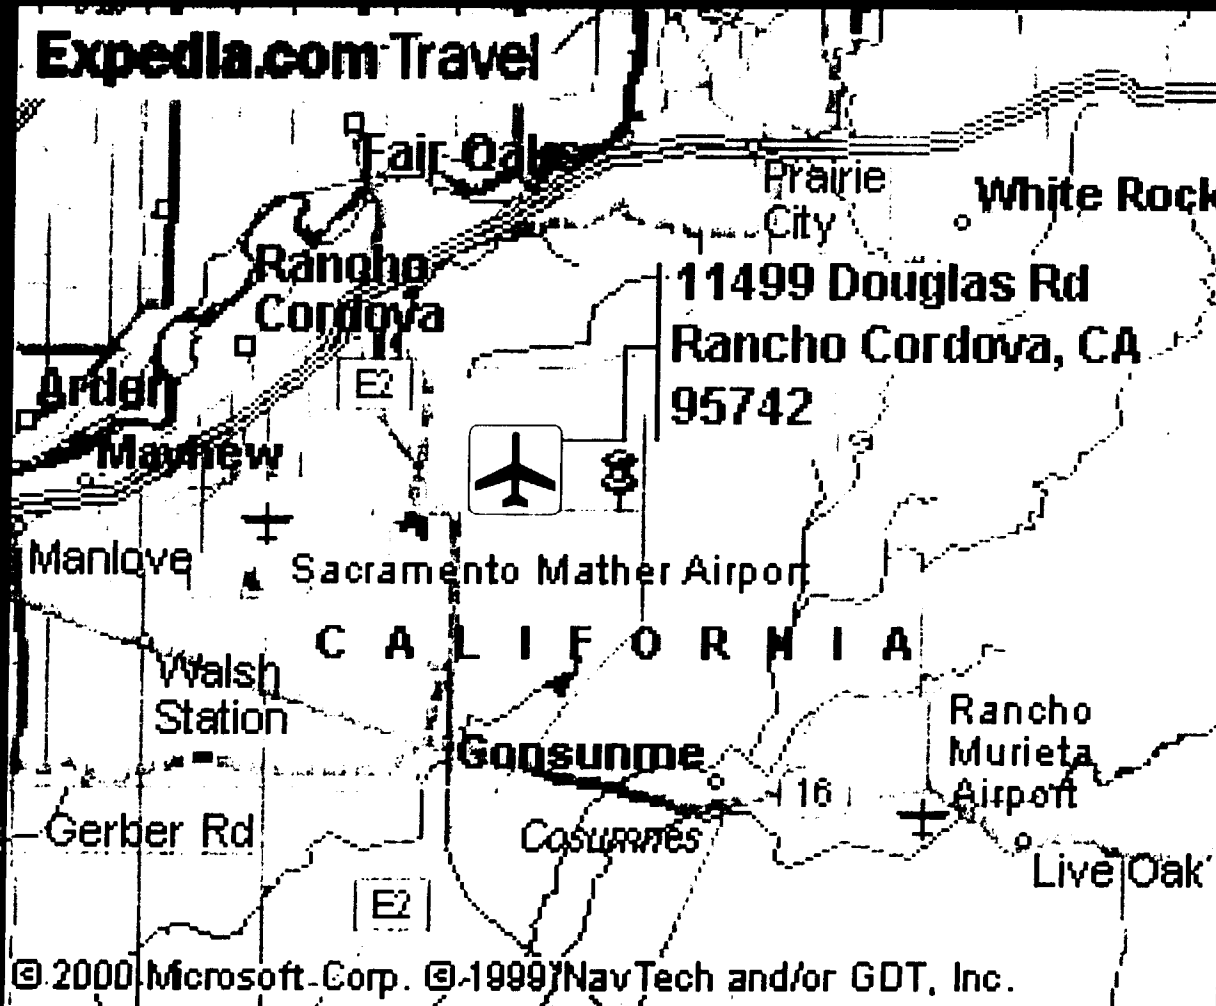 Expedia.com Travel
Fair Oaks
Prairie
City
White Rock
Rancho
Cordova
11499 Douglas Rd
Rancho Cordova, CA
95742
E2
Arden
Mayhew
Manlove
Sacramento Mather Airport
CALIFORNIA
Walsh
Station
Rancho
Murieta
Airport
Consumme
16
Gerber Rd
Cosumnes
Live Oak
E2
© 2000 Microsoft Corp. © 1999 NavTech and/or GDT, Inc.